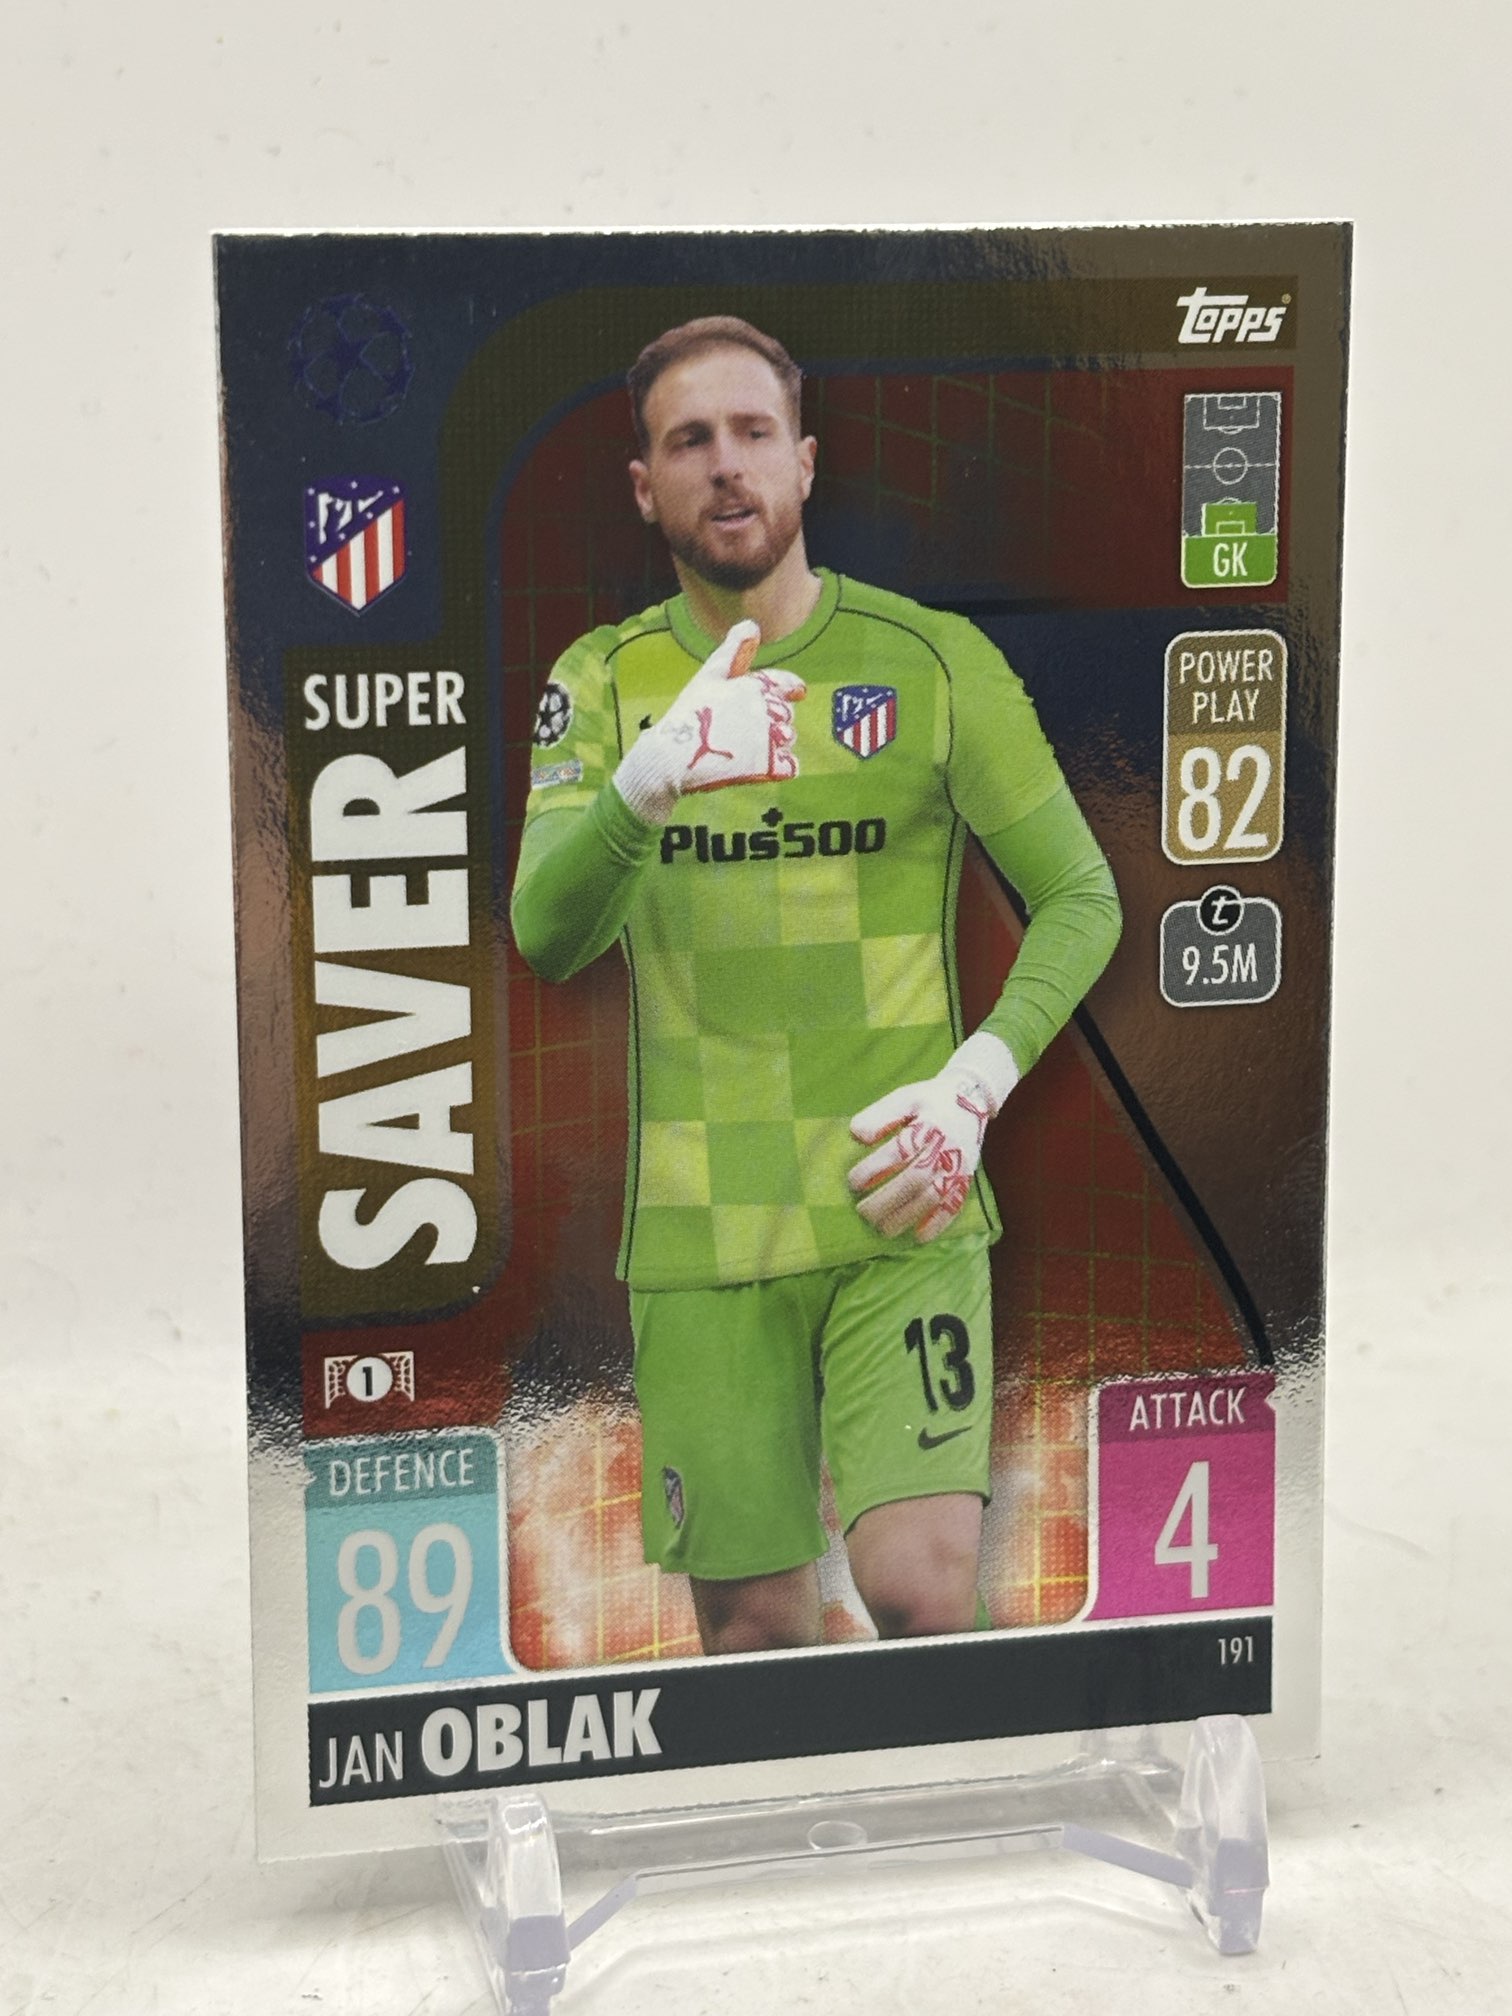 Topps
GK
SUPER
SAVER
POWER
PLAY
82
t
9.5M
Plus500
13
1
DEFENCE
89
ATTACK
4
191
JAN OBLAK